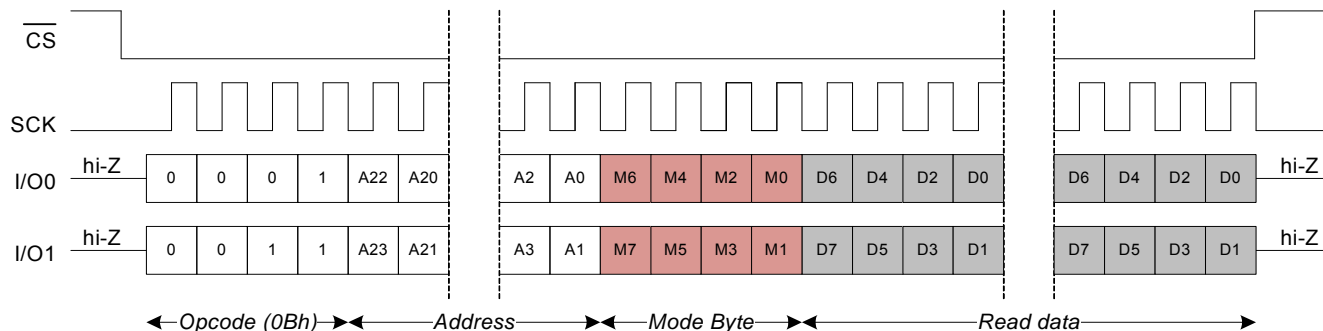 CS
SCK
hi-Z
I/O0
0 0 0 1 A22 A20 A2 A0 M6 M4 M2 M0 D6 D4 D2 D0 D6 D4 D2 D0
hi-Z
hi-Z
I/O1
0 0 1 1 A23 A21 A3 A1 M7 M5 M3 M1 D7 D5 D3 D1 D7 D5 D3 D1
hi-Z
Opcode (0Bh) Address Mode Byte Read data